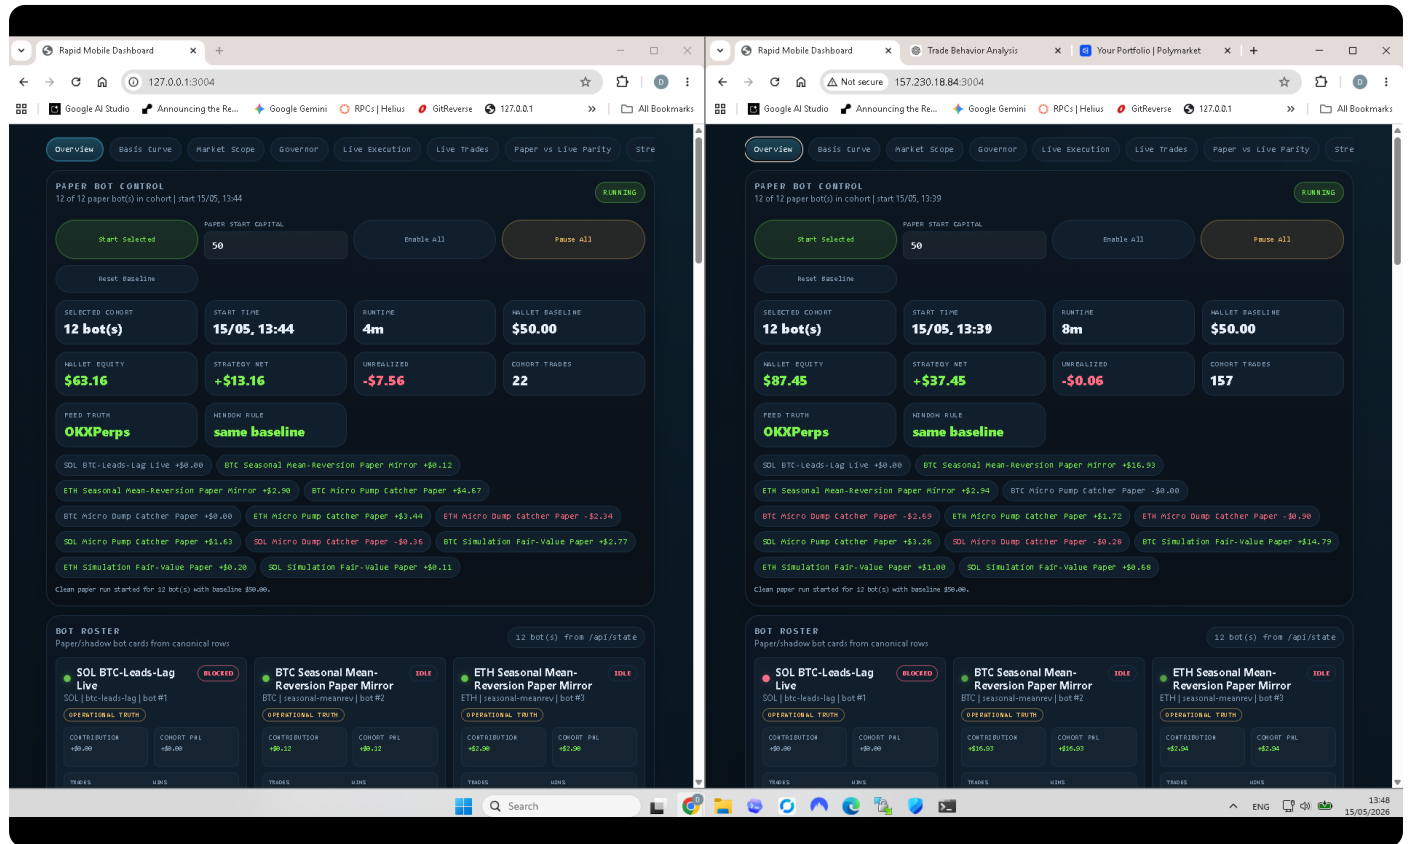 Rapid Mobile Dashboard
127.0.0.1:3004
Google AI Studio Announcing the Re... Google Gemini RPCs | Helius GitReverse 127.0.0.1 » All Bookmarks
Overview Basis Curve Market Scope Governor Live Execution Live Trades Paper vs Live Parity Stre
PAPER BOT CONTROL
12 of 12 paper bot(s) in cohort | start 15/05, 13:44
RUNNING
Start Selected
PAPER START CAPITAL
50
Enable All
Pause All
Reset Baseline
SELECTED COHORT
12 bot(s)
START TIME
15/05, 13:44
RUNTIME
4m
WALLET BASELINE
$50.00
WALLET EQUITY
$63.16
STRATEGY NET
+$13.16
UNREALIZED
-$7.56
COHORT TRADES
22
FEED TRUTH
OKXPerps
WINDOW RULE
same baseline
SOL BTC-Leads-Lag Live +$0.00 BTC Seasonal Mean-Reversion Paper Mirror +$0.12
ETH Seasonal Mean-Reversion Paper Mirror +$2.90 BTC Micro Pump Catcher Paper +$4.67
BTC Micro Dump Catcher Paper +$0.00 ETH Micro Pump Catcher Paper +$3.44 ETH Micro Dump Catcher Paper -$2.34
SOL Micro Pump Catcher Paper +$1.63 SOL Micro Dump Catcher Paper -$0.36 BTC Simulation Fair-Value Paper +$2.77
ETH Simulation Fair-Value Paper +$0.20 SOL Simulation Fair-Value Paper +$0.11
Clean paper run started for 12 bot(s) with baseline $50.00.
BOT ROSTER
Paper/shadow bot cards from canonical rows
12 bot(s) from /api/state
SOL BTC-Leads-Lag
Live
BLOCKED
SOL | btc-leads-lag | bot #1
OPERATIONAL TRUTH
CONTRIBUTION
+$0.00
COHORT PNL
+$0.00
TRADES WINS
BTC Seasonal Mean-
Reversion Paper Mirror
IDLE
BTC | seasonal-meanrev | bot #2
OPERATIONAL TRUTH
CONTRIBUTION
+$0.12
COHORT PNL
+$0.12
TRADES WINS
ETH Seasonal Mean-
Reversion Paper Mirror
IDLE
ETH | seasonal-meanrev | bot #3
OPERATIONAL TRUTH
CONTRIBUTION
+$2.90
COHORT PNL
+$2.90
TRADES WINS
Rapid Mobile Dashboard Trade Behavior Analysis Your Portfolio | Polymarket
Not secure 157.230.18.84:3004
Google AI Studio Announcing the Re... Google Gemini RPCs | Helius GitReverse 127.0.0.1 » All Bookmarks
Overview Basis Curve Market Scope Governor Live Execution Live Trades Paper vs Live Parity Stre
PAPER BOT CONTROL
12 of 12 paper bot(s) in cohort | start 15/05, 13:39
RUNNING
Start Selected
PAPER START CAPITAL
50
Enable All
Pause All
Reset Baseline
SELECTED COHORT
12 bot(s)
START TIME
15/05, 13:39
RUNTIME
8m
WALLET BASELINE
$50.00
WALLET EQUITY
$87.45
STRATEGY NET
+$37.45
UNREALIZED
-$0.06
COHORT TRADES
157
FEED TRUTH
OKXPerps
WINDOW RULE
same baseline
SOL BTC-Leads-Lag Live +$0.00 BTC Seasonal Mean-Reversion Paper Mirror +$16.93
ETH Seasonal Mean-Reversion Paper Mirror +$2.94 BTC Micro Pump Catcher Paper -$0.00
BTC Micro Dump Catcher Paper -$2.69 ETH Micro Pump Catcher Paper +$1.72 ETH Micro Dump Catcher Paper -$0.90
SOL Micro Pump Catcher Paper +$3.26 SOL Micro Dump Catcher Paper -$0.28 BTC Simulation Fair-Value Paper +$14.79
ETH Simulation Fair-Value Paper +$1.00 SOL Simulation Fair-Value Paper +$0.68
Clean paper run started for 12 bot(s) with baseline $50.00.
BOT ROSTER
Paper/shadow bot cards from canonical rows
12 bot(s) from /api/state
SOL BTC-Leads-Lag
Live
BLOCKED
SOL | btc-leads-lag | bot #1
OPERATIONAL TRUTH
CONTRIBUTION
+$0.00
COHORT PNL
+$0.00
TRADES WINS
BTC Seasonal Mean-
Reversion Paper Mirror
IDLE
BTC | seasonal-meanrev | bot #2
OPERATIONAL TRUTH
CONTRIBUTION
+$16.93
COHORT PNL
+$16.93
TRADES WINS
ETH Seasonal Mean-
Reversion Paper Mirror
IDLE
ETH | seasonal-meanrev | bot #3
OPERATIONAL TRUTH
CONTRIBUTION
+$2.94
COHORT PNL
+$2.94
TRADES WINS
Search
ENG
13:48
15/05/2026